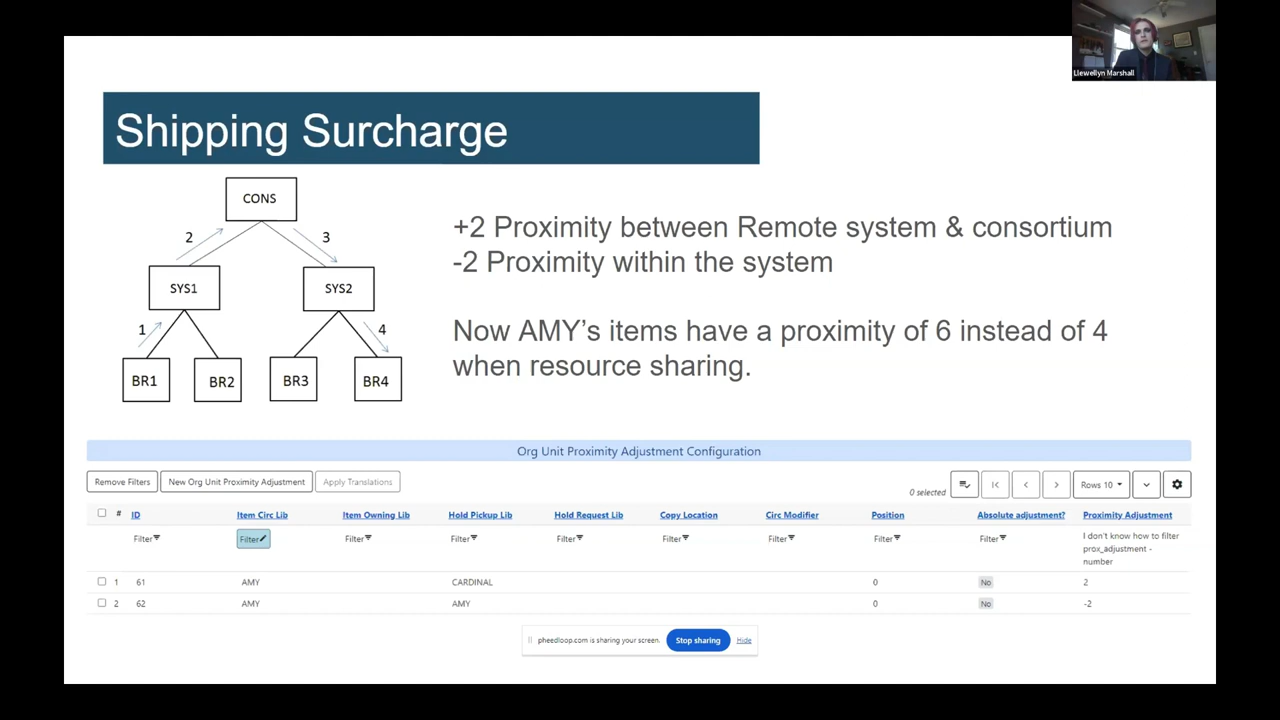 Llewellyn Marshall
Shipping Surcharge
CONS
2
3
SYS1
SYS2
1
4
BR1
BR2
BR3
BR4
+2 Proximity between Remote system & consortium
-2 Proximity within the system
Now AMY's items have a proximity of 6 instead of 4
when resource sharing.
Org Unit Proximity Adjustment Configuration
Remove Filters New Org Unit Proximity Adjustment Apply Translations 0 selected Rows 10
# ID Item Circ Lib Item Owning Lib Hold Pickup Lib Hold Request Lib Copy Location Circ Modifier Position Absolute adjustment? Proximity Adjustment
Filter Filter Filter Filter Filter Filter Filter Filter Filter I don't know how to filter
prox_adjustment -
number
1 61 AMY CARDINAL 0 No 2
2 62 AMY AMY 0 No -2
pheedloop.com is sharing your screen. Stop sharing Hide